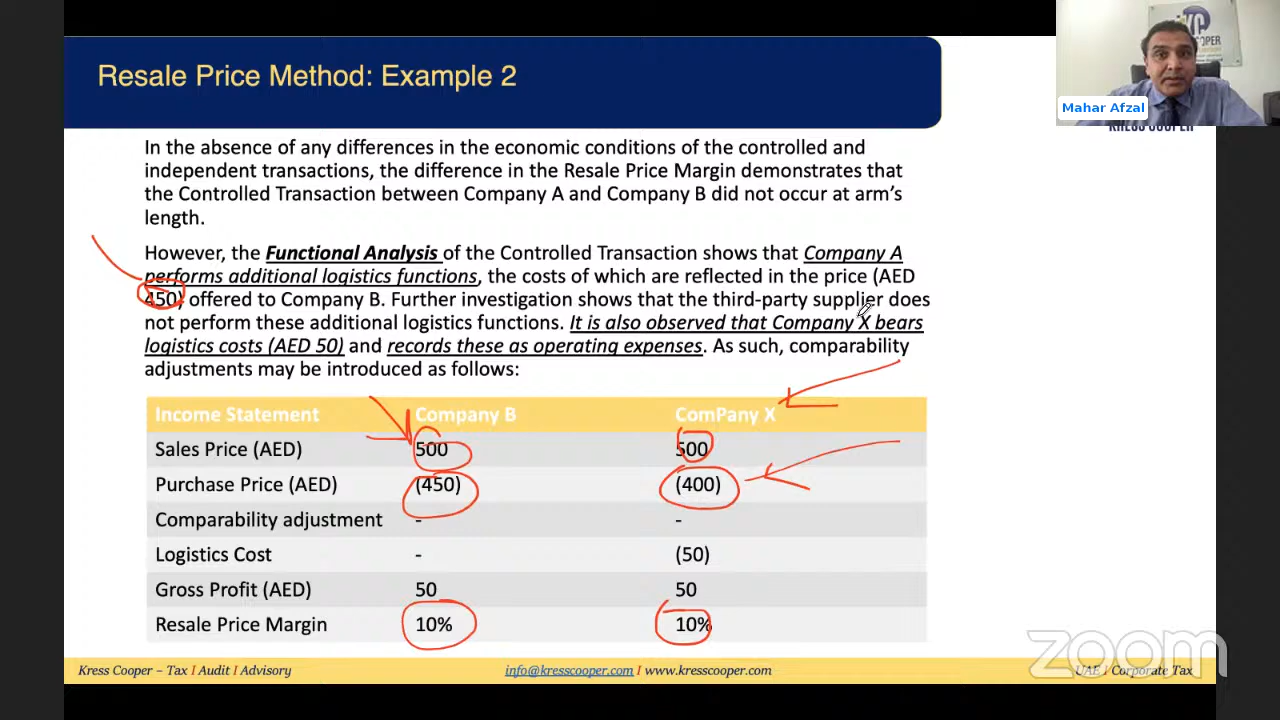 Resale Price Method: Example 2
Mahar Afzal
KRESS COOPER
In the absence of any differences in the economic conditions of the controlled and
independent transactions, the difference in the Resale Price Margin demonstrates that
the Controlled Transaction between Company A and Company B did not occur at arm's
length.
However, the Functional Analysis of the Controlled Transaction shows that Company A
performs additional logistics functions, the costs of which are reflected in the price (AED
450) offered to Company B. Further investigation shows that the third-party supplier does
not perform these additional logistics functions. It is also observed that Company X bears
logistics costs (AED 50) and records these as operating expenses. As such, comparability
adjustments may be introduced as follows:
Income Statement Company B ComPany X
Sales Price (AED) 500 500
Purchase Price (AED) (450) (400)
Comparability adjustment - -
Logistics Cost - (50)
Gross Profit (AED) 50 50
Resale Price Margin 10% 10%
zoom
Kress Cooper – Tax I Audit I Advisory info@kresscooper.com I www.kresscooper.com UAE I Corporate Tax